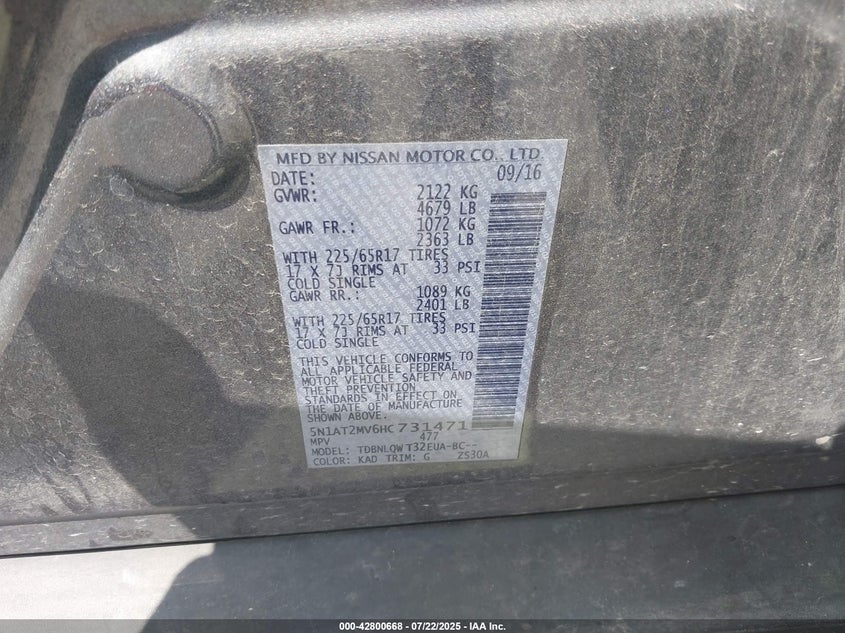 MFD BY NISSAN MOTOR CO., LTD.
DATE: 09/16
GVWR: 2122 KG
4679 LB
GAWR FR.: 1072 KG
2363 LB
WITH 225/65R17 TIRES
17 X 7J RIMS AT 33 PSI
COLD SINGLE
GAWR RR.: 1089 KG
2401 LB
WITH 225/65R17 TIRES
17 X 7J RIMS AT 33 PSI
COLD SINGLE
THIS VEHICLE CONFORMS TO
ALL APPLICABLE FEDERAL
MOTOR VEHICLE SAFETY AND
THEFT PREVENTION
STANDARDS IN EFFECT ON
THE DATE OF MANUFACTURE
SHOWN ABOVE.
5N1AT2MV6HC731471
MPV 477
MODEL: TDBNLQW T32EUA-BC--
COLOR: KAD TRIM: G ZS30A
000-42800668 - 07/22/2025 - IAA Inc.